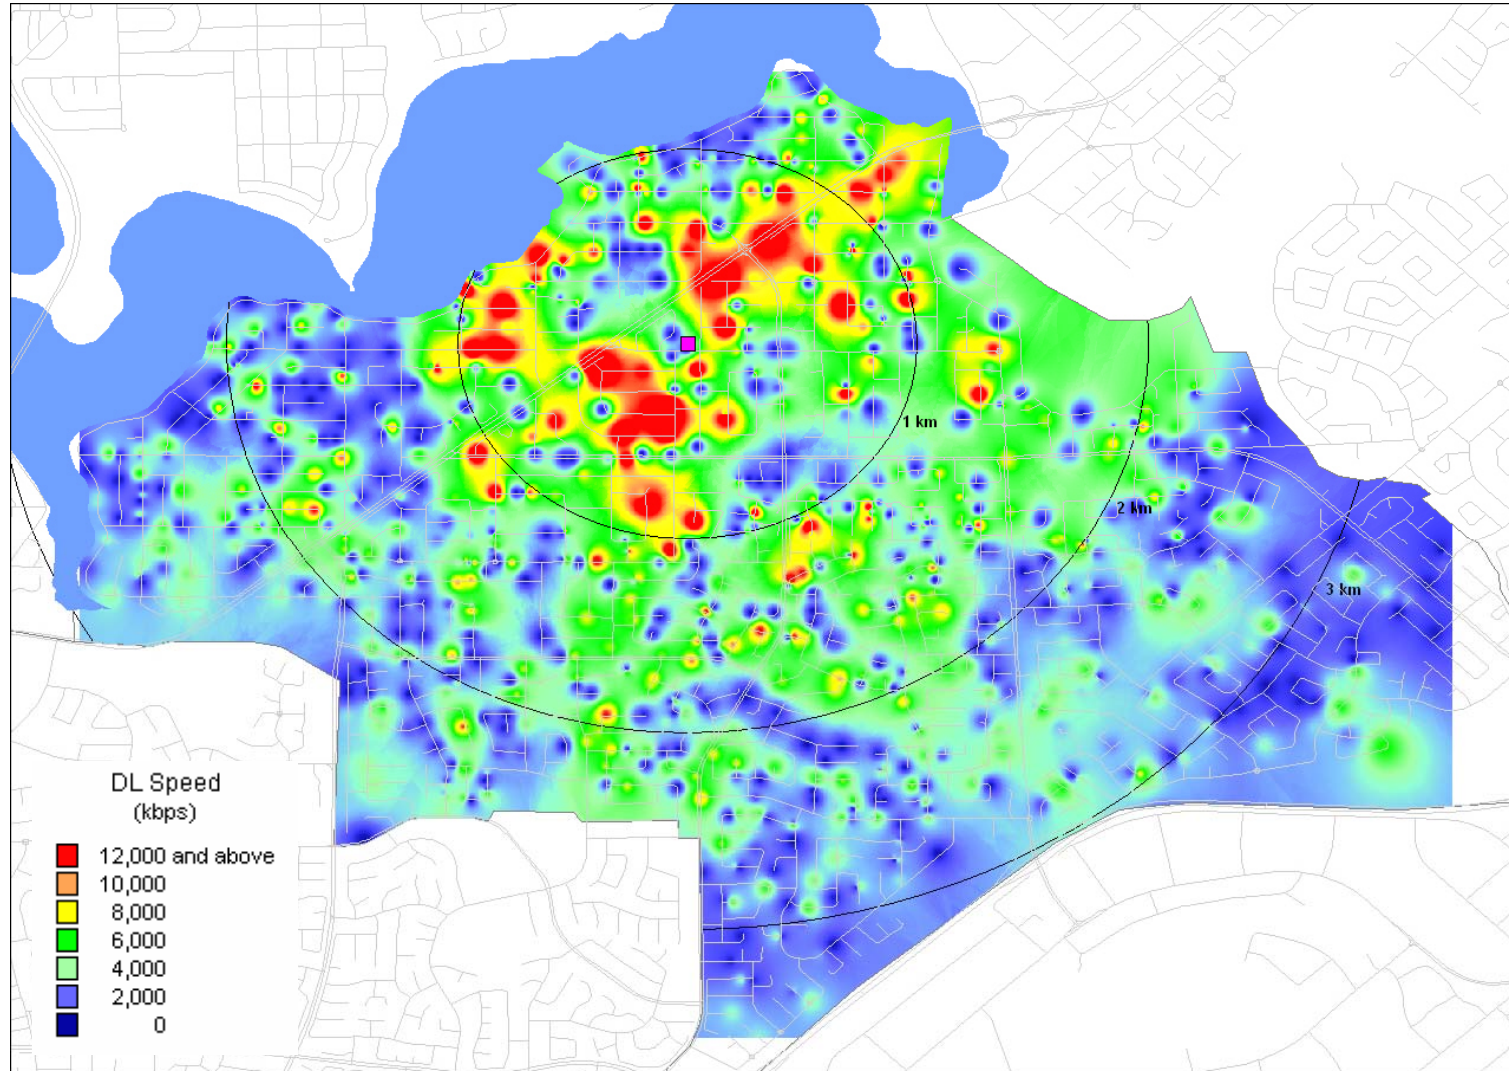 1 km
2 km
3 km
DL Speed
(kbps)
12,000 and above
10,000
8,000
6,000
4,000
2,000
0